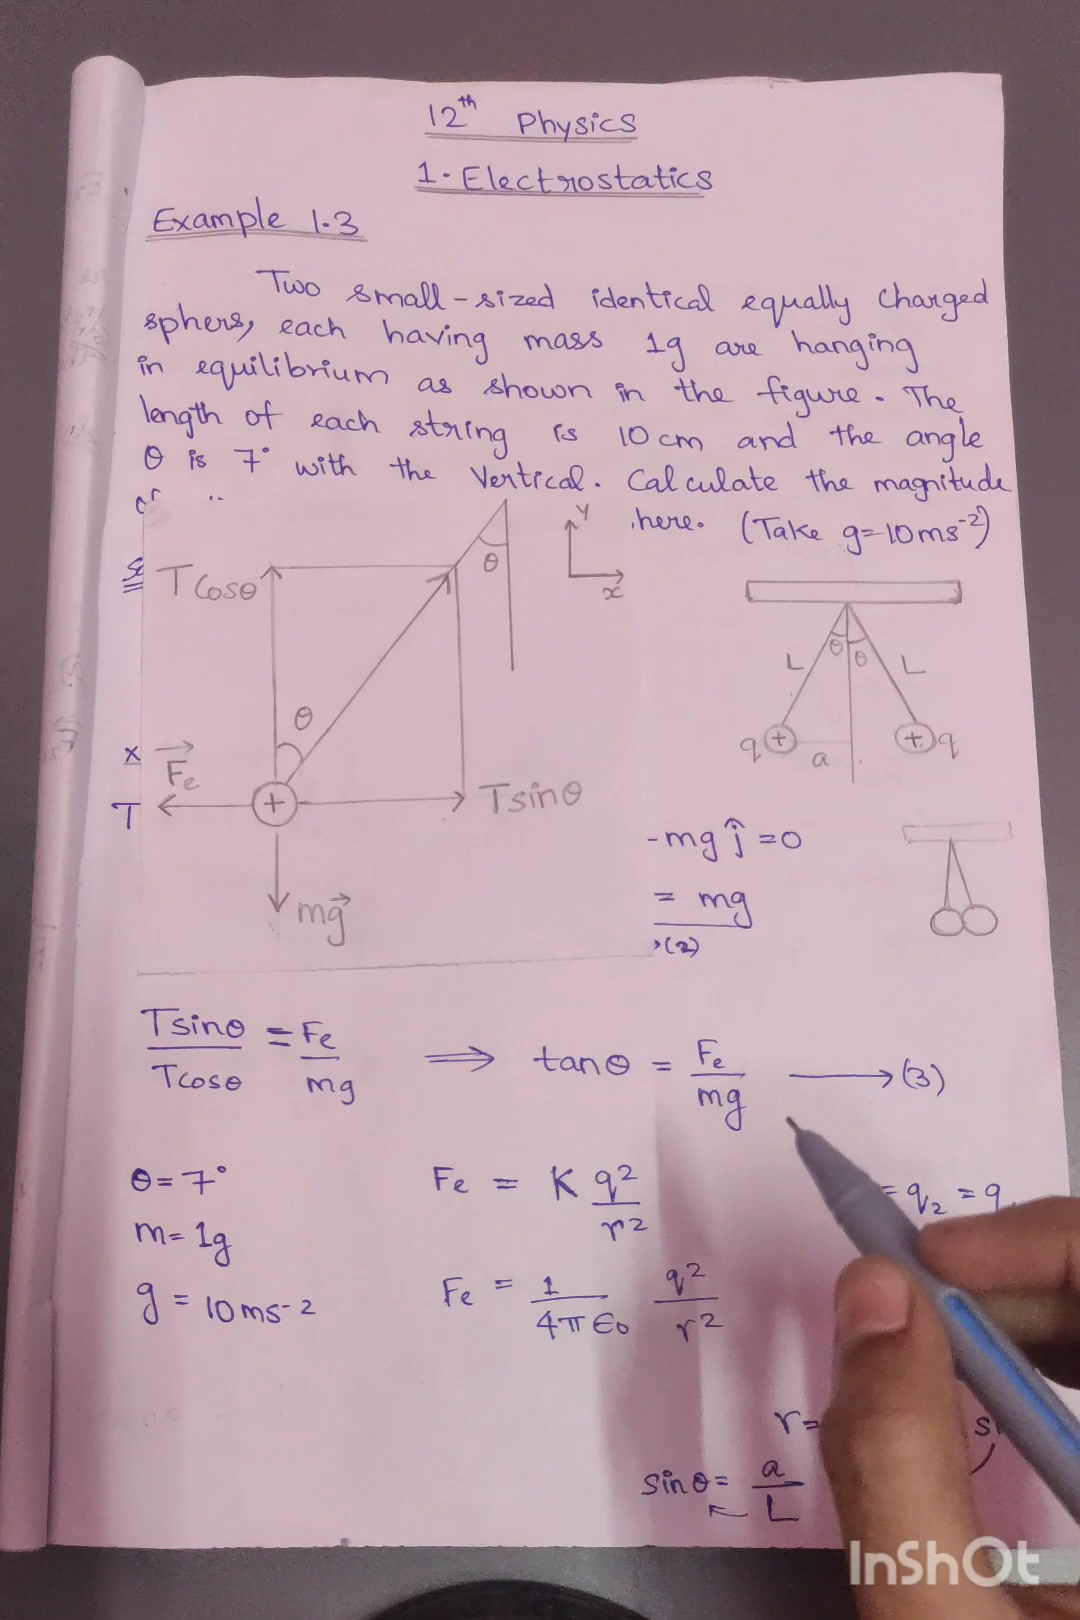 12th Physics
1. Electrostatics
Example 1.3
Two small-sized identical equally charged
sphers, each having mass 1g are hanging
in equilibrium as shown in the figure. The
length of each string is 10 cm and the angle
θ is 7° with the vertical. Calculate the magnitude
here. (Take g=10ms⁻²)
y
x
T Cosθ
θ
θ
Fe
+
T sinθ
mg
T
θ θ
L L
q + + q
a
-mg ĵ =0
= mg
(2)
Tsinθ/Tcosθ = Fe/mg ⟹ tanθ = Fe/mg ⟶ (3)
θ = 7°
m= 1g
g = 10ms-2
Fe = K q²/r²
= q₂ = q
Fe = 1/4πϵ₀ q²/r²
r=
sinθ = a/L
InShOt